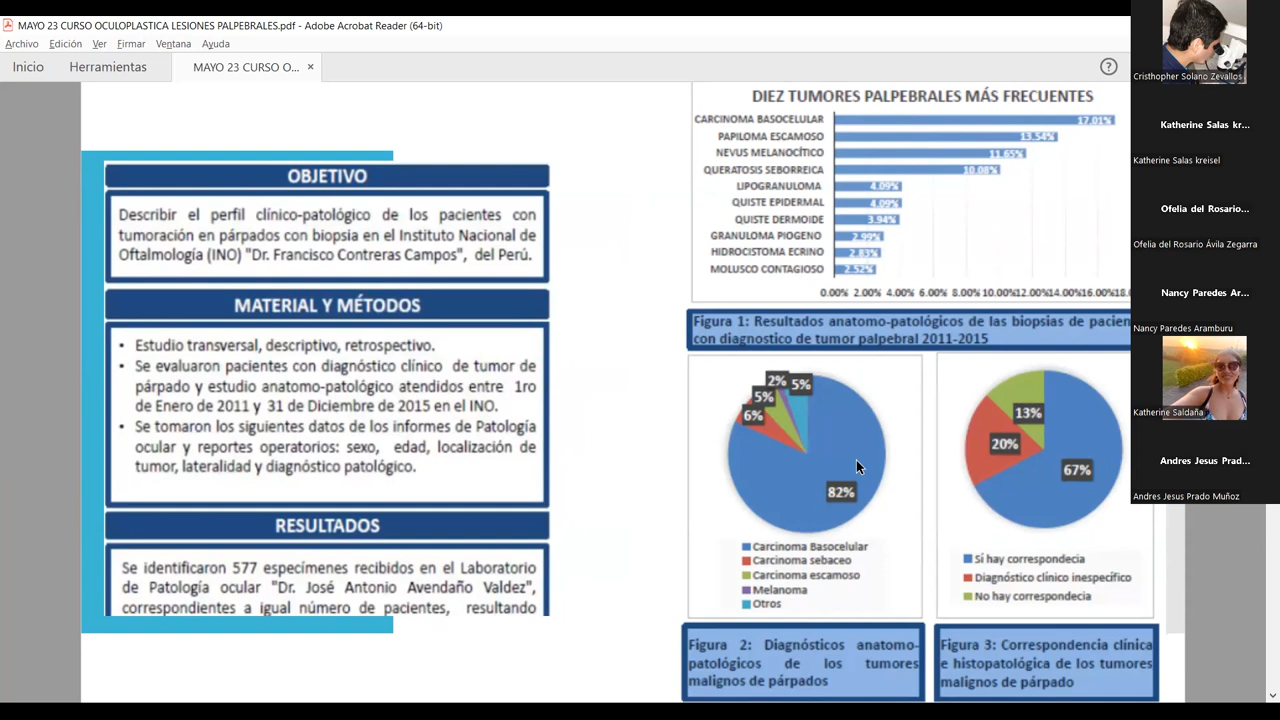 MAYO 23 CURSO OCULOPLASTICA LESIONES PALPEBRALES.pdf - Adobe Acrobat Reader (64-bit)
Archivo Edición Ver Firmar Ventana Ayuda
Inicio Herramientas MAYO 23 CURSO O... ×
OBJETIVO
Describir el perfil clínico-patológico de los pacientes con
tumoración en párpados con biopsia en el Instituto Nacional de
Oftalmología (INO) "Dr. Francisco Contreras Campos", del Perú.
MATERIAL Y MÉTODOS
• Estudio transversal, descriptivo, retrospectivo.
• Se evaluaron pacientes con diagnóstico clínico de tumor de
párpado y estudio anatomo-patológico atendidos entre 1ro
de Enero de 2011 y 31 de Diciembre de 2015 en el INO.
• Se tomaron los siguientes datos de los informes de Patología
ocular y reportes operatorios: sexo, edad, localización de
tumor, lateralidad y diagnóstico patológico.
RESULTADOS
Se identificaron 577 especímenes recibidos en el Laboratorio
de Patología ocular "Dr. José Antonio Avendaño Valdez",
correspondientes a igual número de pacientes, resultando
DIEZ TUMORES PALPEBRALES MÁS FRECUENTES
CARCINOMA BASOCELULAR 17.01%
PAPILOMA ESCAMOSO 13.54%
NEVUS MELANOCÍTICO 11.65%
QUERATOSIS SEBORREICA 10.08%
LIPOGRANULOMA 4.09%
QUISTE EPIDERMAL 4.09%
QUISTE DERMOIDE 3.94%
GRANULOMA PIOGENO 2.99%
HIDROCISTOMA ECRINO 2.83%
MOLUSCO CONTAGIOSO 2.52%
0.00% 2.00% 4.00% 6.00% 8.00% 10.00%12.00%14.00%16.00%18.
Figura 1: Resultados anatomo-patológicos de las biopsias de pacien
con diagnostico de tumor palpebral 2011-2015
2% 5%
5%
6%
82%
Carcinoma Basocelular
Carcinoma sebaceo
Carcinoma escamoso
Melanoma
Otros
Figura 2: Diagnósticos anatomo-
patológicos de los tumores
malignos de párpados
13%
20%
67%
Sí hay correspondecia
Diagnóstico clínico inespecífico
No hay correspondecia
Figura 3: Correspondencia clínica
e histopatológica de los tumores
malignos de párpado
Cristhopher Solano Zevallos
Katherine Salas kr...
Katherine Salas kreisel
Ofelia del Rosario...
Ofelia del Rosario Ávila Zegarra
Nancy Paredes Ar...
Nancy Paredes Aramburu
Katherine Saldaña
Andres Jesus Prad...
Andres Jesus Prado Muñoz